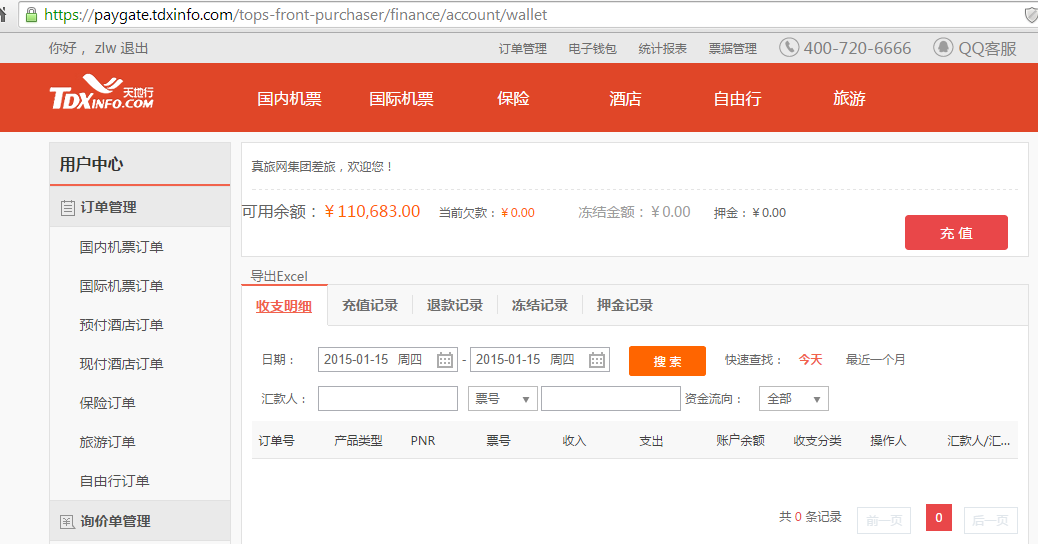 https://paygate.tdxinfo.com/tops-front-purchaser/finance/account/wallet
你好， zlw 退出 订单管理 电子钱包 统计报表 票据管理 400-720-6666 QQ客服
TDXINFO.COM 天地行 国内机票 国际机票 保险 酒店 自由行 旅游
用户中心
订单管理
国内机票订单
国际机票订单
预付酒店订单
现付酒店订单
保险订单
旅游订单
自由行订单
询价单管理
真旅网集团差旅，欢迎您！
可用余额：￥110,683.00 当前欠款：￥0.00 冻结金额：￥0.00 押金：￥0.00
充 值
导出Excel
收支明细 充值记录 退款记录 冻结记录 押金记录
日期： 2015-01-15 周四 - 2015-01-15 周四 搜 索 快速查找： 今天 最近一个月
汇款人： 票号 资金流向： 全部
订单号 产品类型 PNR 票号 收入 支出 账户余额 收支分类 操作人 汇款人/汇...
共 0 条记录 前一页 0 后一页